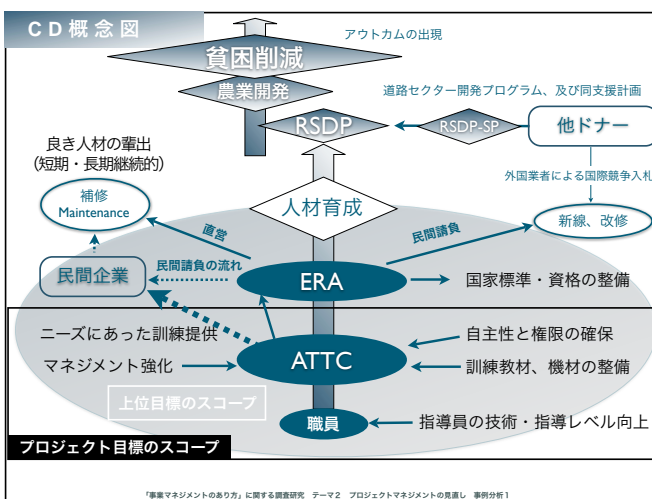 CD概念図
アウトカムの出現
貧困削減
農業開発
道路セクター開発プログラム、及び同支援計画
RSDP
RSDP-SP
他ドナー
良き人材の輩出
(短期・長期継続的)
外国業者による国際競争入札
補修
Maintenance
人材育成
新線、改修
直営
民間請負
民間企業
民間請負の流れ
ERA
国家標準・資格の整備
ニーズにあった訓練提供
自主性と権限の確保
マネジメント強化
ATTC
訓練教材、機材の整備
上位目標のスコープ
職員
指導員の技術・指導レベル向上
プロジェクト目標のスコープ
「事業マネジメントのあり方」に関する調査研究 テーマ2 プロジェクトマネジメントの見直し 事例分析1